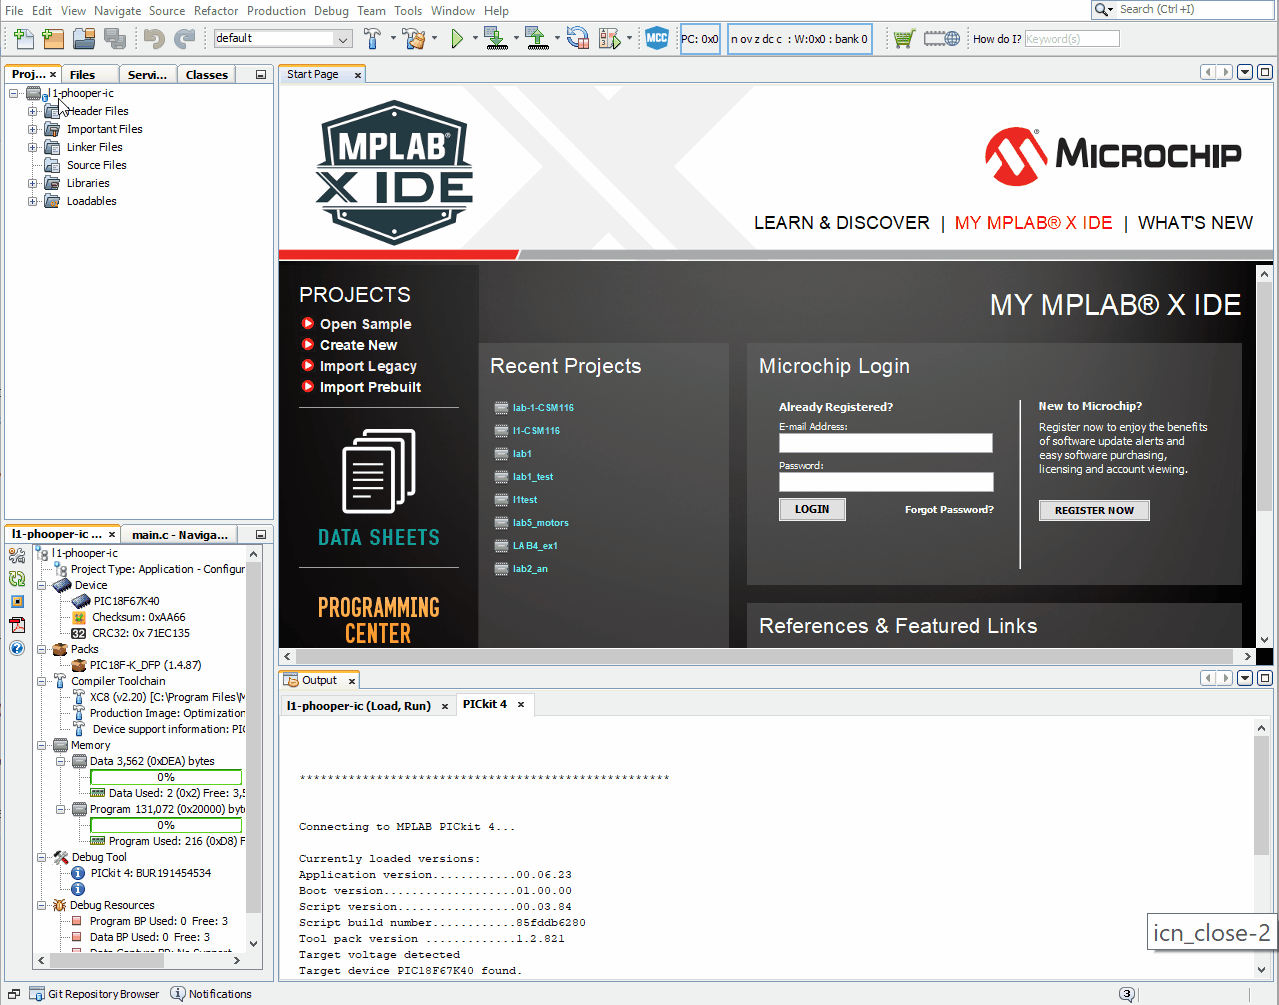 File Edit View Navigate Source Refactor Production Debug Team Tools Window Help
Search (Ctrl+I)
default
MCC
PC: 0x0
n ov z dc c : W:0x0 : bank 0
How do I?
Keyword(s)
Proj... × Files Servi... Classes
l1-phooper-ic
Header Files
Important Files
Linker Files
Source Files
Libraries
Loadables
Start Page ×
MPLAB®
X IDE
MICROCHIP
LEARN & DISCOVER | MY MPLAB® X IDE | WHAT'S NEW
PROJECTS
Open Sample
Create New
Import Legacy
Import Prebuilt
DATA SHEETS
PROGRAMMING
CENTER
MY MPLAB® X IDE
Recent Projects
lab-1-CSM116
l1-CSM116
lab1
lab1_test
l1test
lab5_motors
LAB4_ex1
lab2_an
Microchip Login
Already Registered?
E-mail Address:
Password:
LOGIN
Forgot Password?
New to Microchip?
Register now to enjoy the benefits
of software update alerts and
easy software purchasing,
licensing and account viewing.
REGISTER NOW
References & Featured Links
l1-phooper-ic ... × main.c - Naviga...
l1-phooper-ic
Project Type: Application - Configur
Device
PIC18F67K40
Checksum: 0xAA66
32 CRC32: 0x 71EC135
Packs
PIC18F-K_DFP (1.4.87)
Compiler Toolchain
XC8 (v2.20) [C:\Program Files\M
Production Image: Optimization
Device support information: PIC
Memory
Data 3,562 (0xDEA) bytes
0%
Data Used: 2 (0x2) Free: 3,5
Program 131,072 (0x20000) byt
0%
Program Used: 216 (0xD8) F
Debug Tool
PICkit 4: BUR191454534
Debug Resources
Program BP Used: 0 Free: 3
Data BP Used: 0 Free: 3
Data Capture BP: No Support
Output ×
l1-phooper-ic (Load, Run) × PICkit 4 ×
*****************************************************
Connecting to MPLAB PICkit 4...
Currently loaded versions:
Application version............00.06.23
Boot version...................01.00.00
Script version.................00.03.84
Script build number............85fddb6280
Tool pack version .............1.2.821
Target voltage detected
Target device PIC18F67K40 found.
icn_close-2
Git Repository Browser
Notifications
3